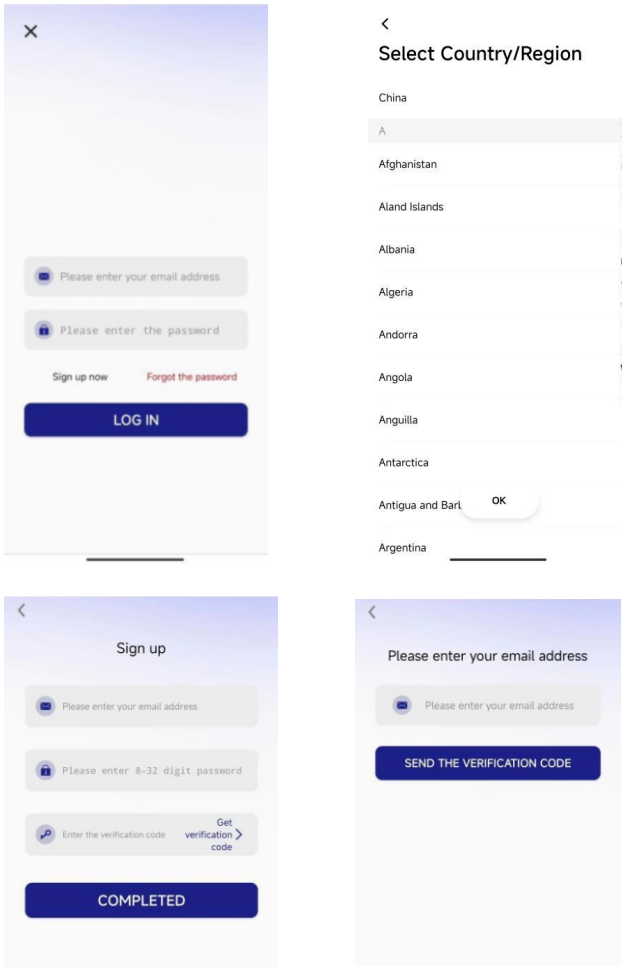 Please enter your email address
Please enter the password
Sign up now
Forgot the password
LOG IN
Select Country/Region
China
A
Afghanistan
Aland Islands
Albania
Algeria
Andorra
Angola
Anguilla
Antarctica
Antigua and
OK
Argentina
Sign up
Please enter your email address
Please enter 8-32 digit password
Enter the verification code
Get
verification
code
COMPLETED
Please enter your email address
Please enter your email address
SEND THE VERIFICATION CODE